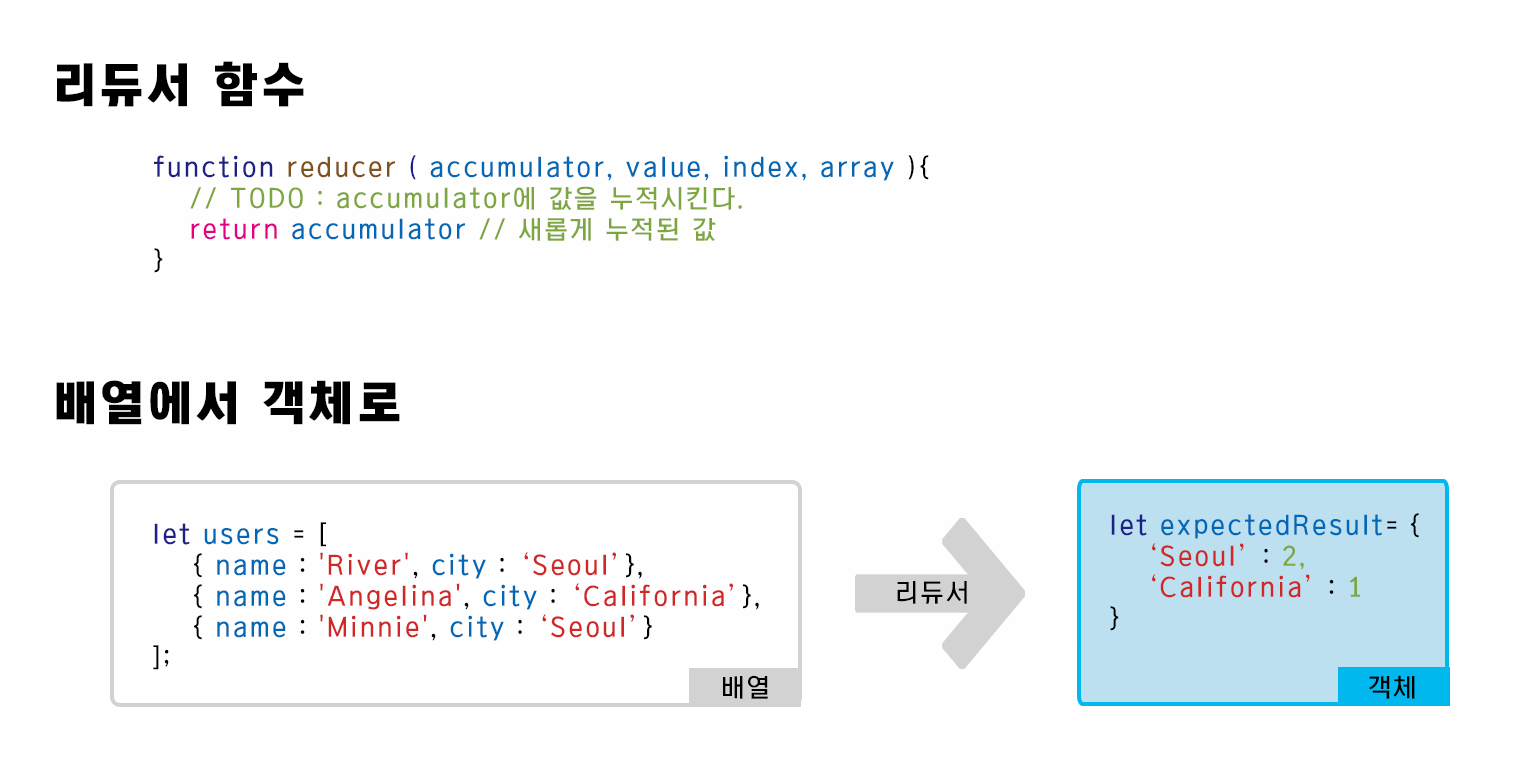 리듀서 함수
function reducer ( accumulator, value, index, array ){
// TODO : accumulator에 값을 누적시킨다.
return accumulator // 새롭게 누적된 값
}
배열에서 객체로
let users = [
{ name : 'River', city : ‘Seoul’ },
{ name : 'Angelina', city : ‘California’ },
{ name : 'Minnie', city : ‘Seoul’ }
];
배열
리듀서
let expectedResult= {
‘Seoul’ : 2,
‘California’ : 1
}
객체